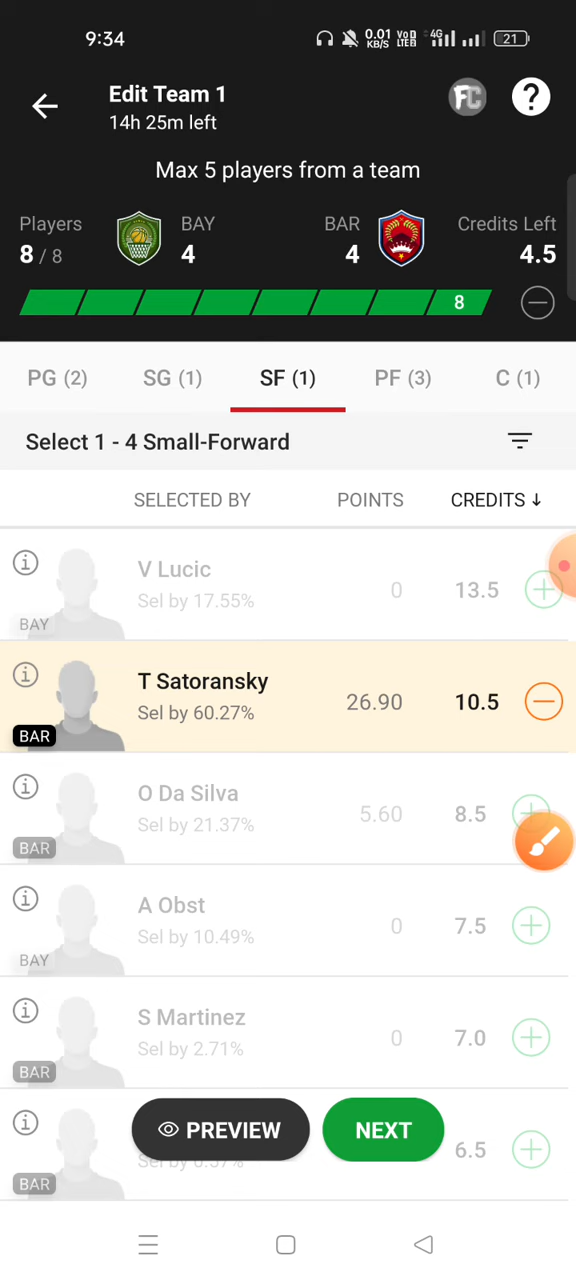 9:34
0.01 KB/S VoD LTE 4G 21
Edit Team 1
14h 25m left
FC
?
Max 5 players from a team
Players BAY BAR Credits Left
8 / 8 4 4 4.5
8
PG (2) SG (1) SF (1) PF (3) C (1)
Select 1 - 4 Small-Forward
SELECTED BY POINTS CREDITS ↓
V Lucic
Sel by 17.55% 0 13.5
BAY
T Satoransky
Sel by 60.27% 26.90 10.5
BAR
O Da Silva
Sel by 21.37% 5.60 8.5
BAR
A Obst
Sel by 10.49% 0 7.5
BAY
S Martinez
Sel by 2.71% 0 7.0
BAR
PREVIEW NEXT
6.5
BAR